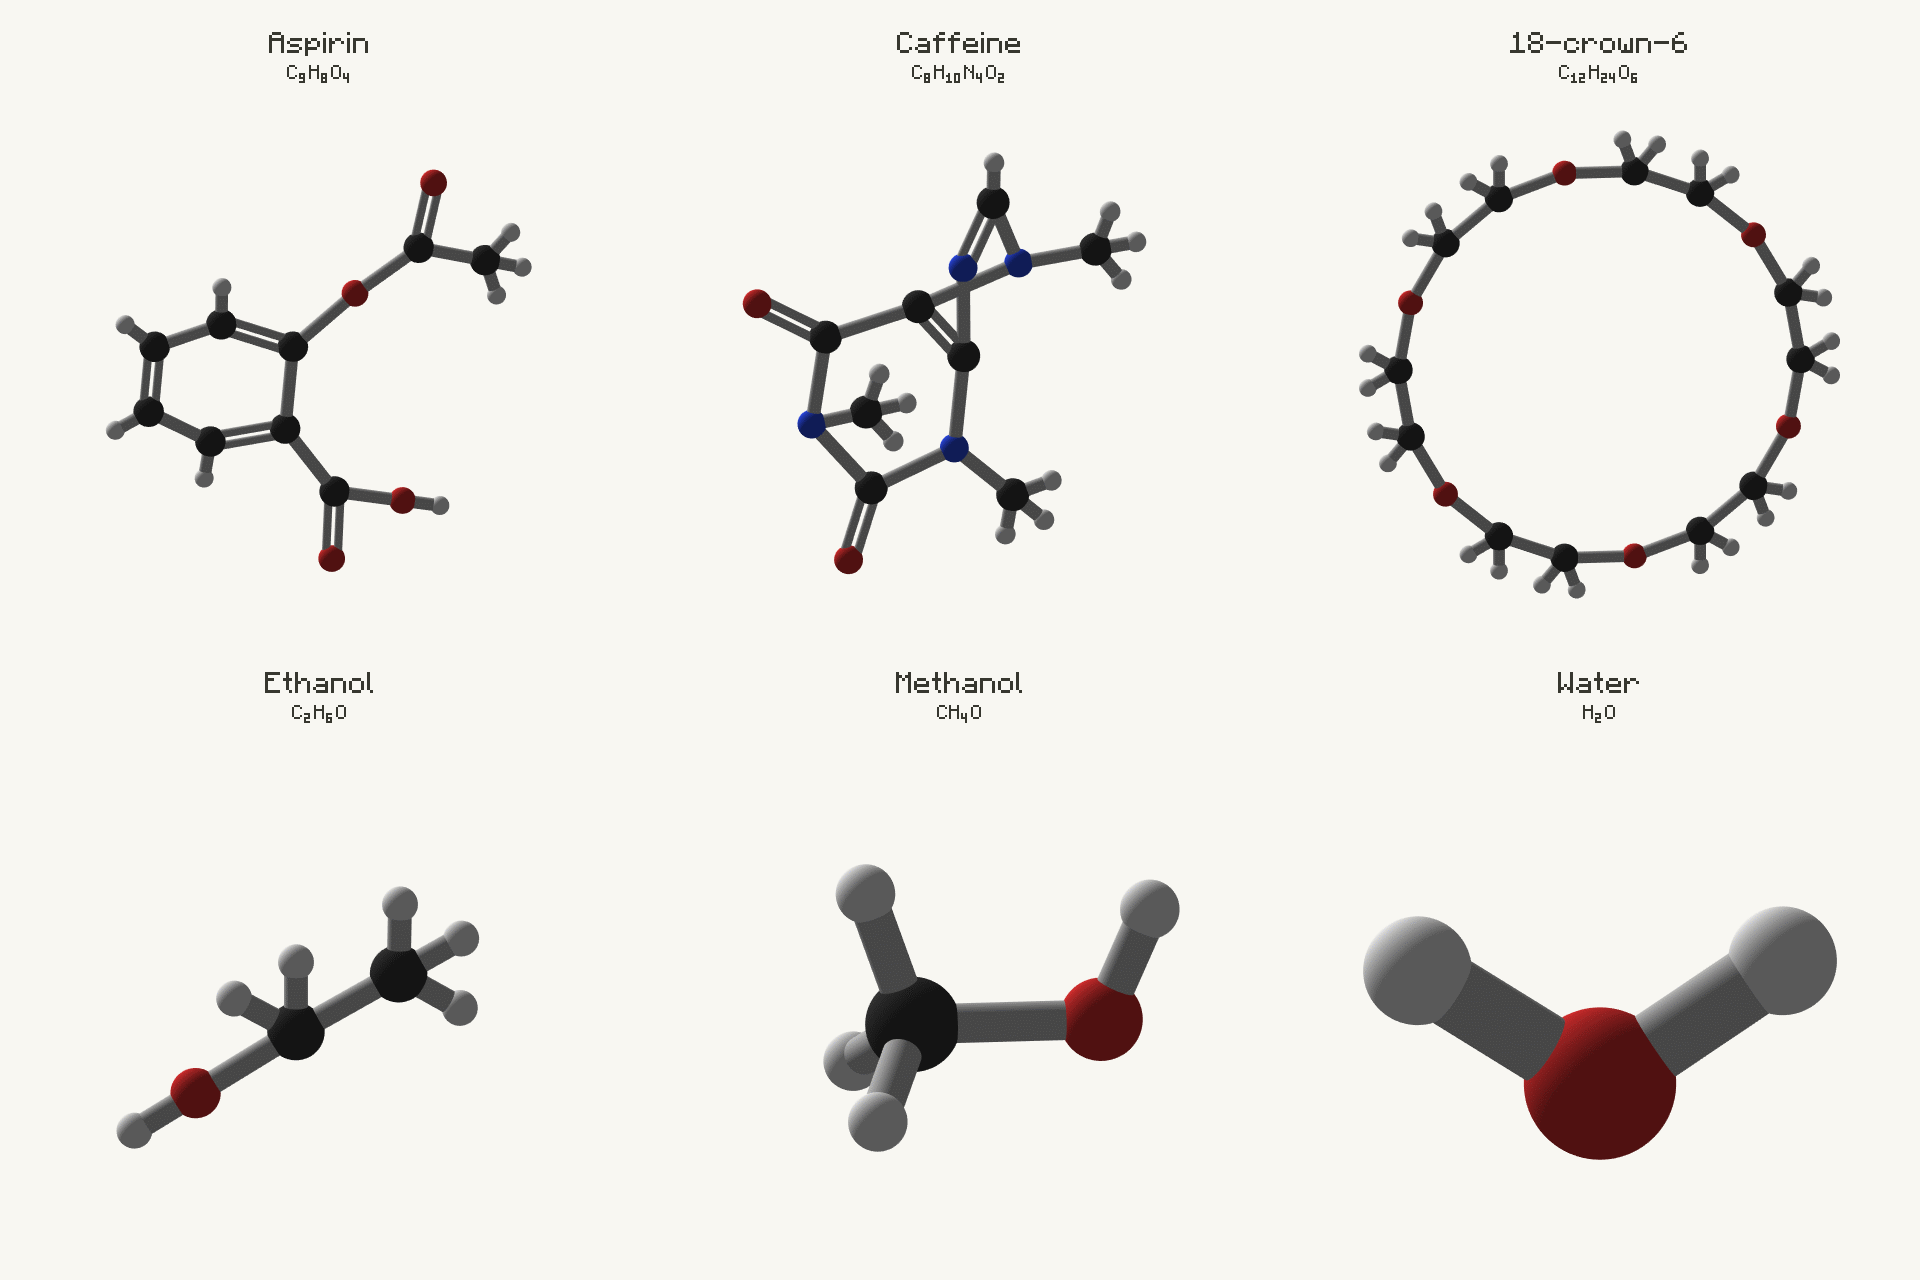 Aspirin
C₉H₈O₄
Caffeine
C₈H₁₀N₄O₂
18-crown-6
C₁₂H₂₄O₆
Ethanol
C₂H₆O
Methanol
CH₄O
Water
H₂O